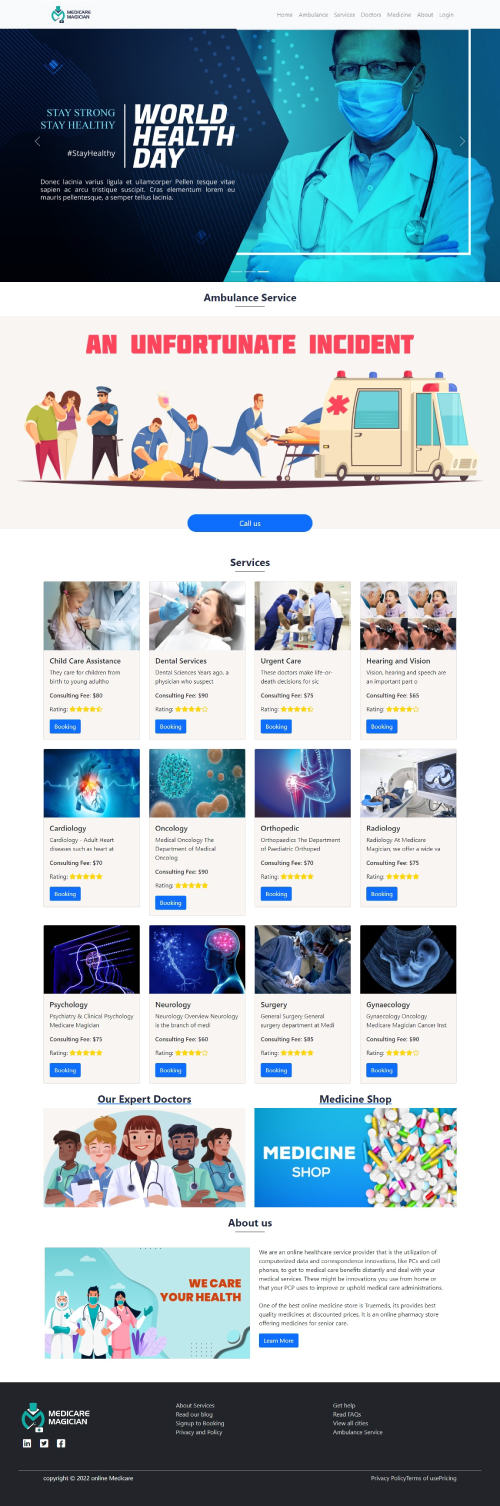 MEDICARE
MAGICIAN
Home Ambulance Services Doctors Medicine About Login
STAY STRONG
STAY HEALTHY
#StayHealthy
WORLD
HEALTH
DAY
Donec lacinia varius ligula et ullamcorper Pellen tesque vitae
sapien ac arcu tristique suscipit. Cras elementum lorem eu
mauris pellentesque, a semper tellus lacinia.
Ambulance Service
AN UNFORTUNATE INCIDENT
Call us
Services
Child Care Assistance
They care for children from
birth to young adultho
Consulting Fee: $80
Rating:
Booking
Dental Services
Dental Sciences Years ago, a
physician who suspect
Consulting Fee: $90
Rating:
Booking
Urgent Care
These doctors make life-or-
death decisions for sic
Consulting Fee: $75
Rating:
Booking
Hearing and Vision
Vision, hearing and speech are
an important part o
Consulting Fee: $65
Rating:
Booking
Cardiology
Cardiology - Adult Heart
diseases such as heart at
Consulting Fee: $70
Rating:
Booking
Oncology
Medical Oncology The
Department of Medical
Oncolog
Consulting Fee: $90
Rating:
Booking
Orthopedic
Orthopaedics The Department
of Paediatric Orthoped
Consulting Fee: $70
Rating:
Booking
Radiology
Radiology At Medicare
Magician, we offer a wide va
Consulting Fee: $75
Rating:
Booking
Psychology
Psychiatry & Clinical Psychology
Medicare Magician
Consulting Fee: $75
Rating:
Booking
Neurology
Neurology Overview Neurology
is the branch of medi
Consulting Fee: $60
Rating:
Booking
Surgery
General Surgery General
surgery department at Medi
Consulting Fee: $85
Rating:
Booking
Gynaecology
Gynaecology Oncology
Medicare Magician Cancer Inst
Consulting Fee: $90
Rating:
Booking
Our Expert Doctors
Medicine Shop
MEDICINE
SHOP
About us
WE CARE
YOUR HEALTH
We are an online healthcare service provider that is the utilization of
computerized data and correspondence innovations, like PCs and cell
phones, to get to medical care benefits distantly and deal with your
medical services. These might be innovations you use from home or
that your PCP uses to improve or uphold medical care administrations.
One of the best online medicine store is Truemeds, its provides best
quality medicines at discounted prices. It is an online pharmacy store
offering medicines for senior care.
Learn More
MEDICARE
MAGICIAN
About Services
Read our blog
Signup to Booking
Privacy and Policy
Get help
Read FAQs
View all cities
Ambulance Service
copyright © 2022 online Medicare
Privacy PolicyTerms of usePricing